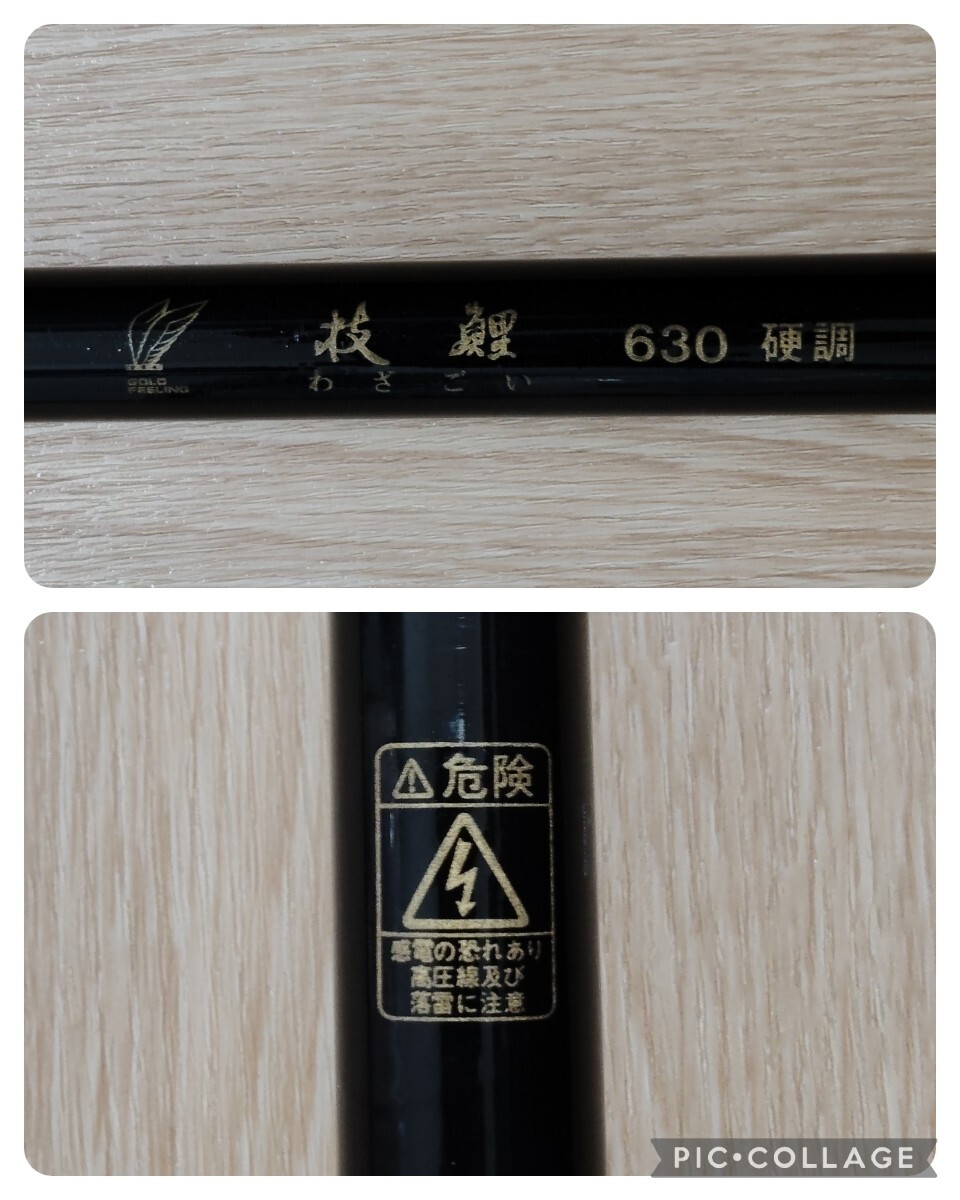 GOLD
FEELING
技鯉
わざごい
630 硬調
危険
感電の恐れあり
高圧線及び
落雷に注意
PIC•COLLAGE